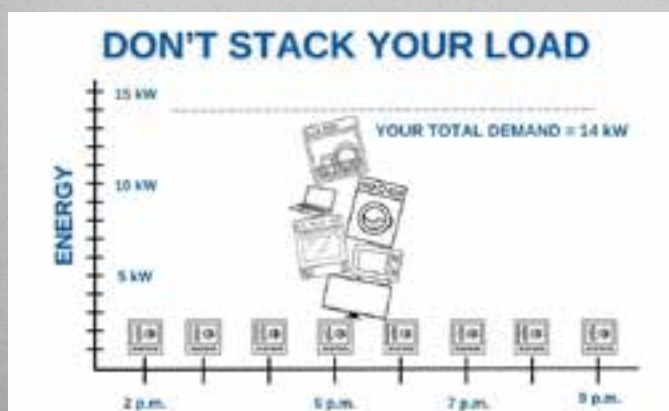 DON'T STACK YOUR LOAD
15 kW
YOUR TOTAL DEMAND = 14 kW
10 kW
ENERGY
5 kW
2 p.m.
5 p.m.
7 p.m.
9 p.m.